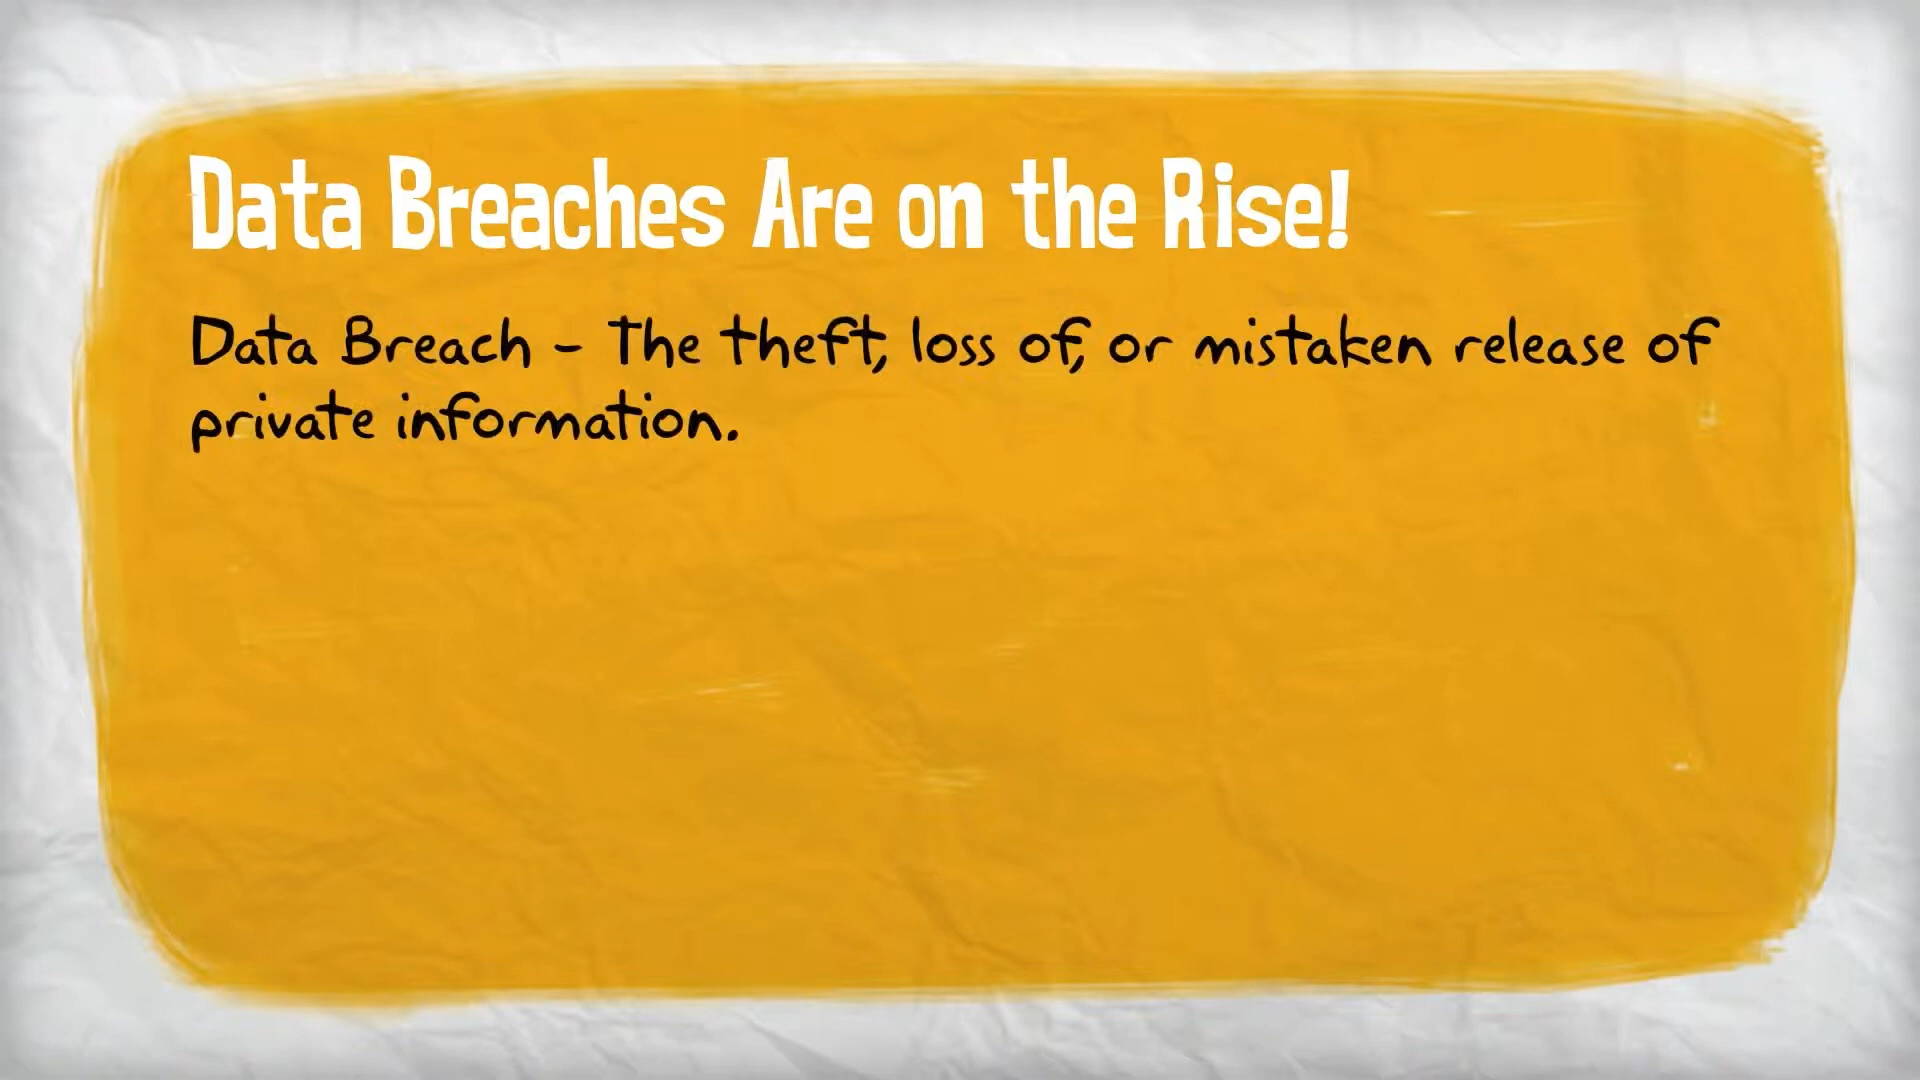 Data Breaches Are on the Rise!
Data Breach - The theft, loss of, or mistaken release of
private information.